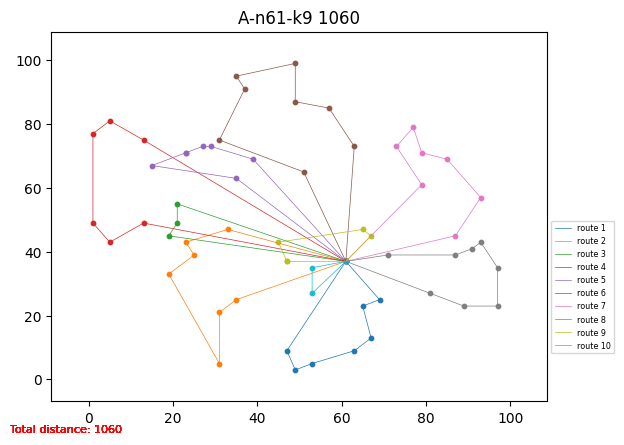 A-n61-k9 1060
100
80
60
40
20
0
0 20 40 60 80 100
route 1
route 2
route 3
route 4
route 5
route 6
route 7
route 8
route 9
route 10
Total distance: 1060